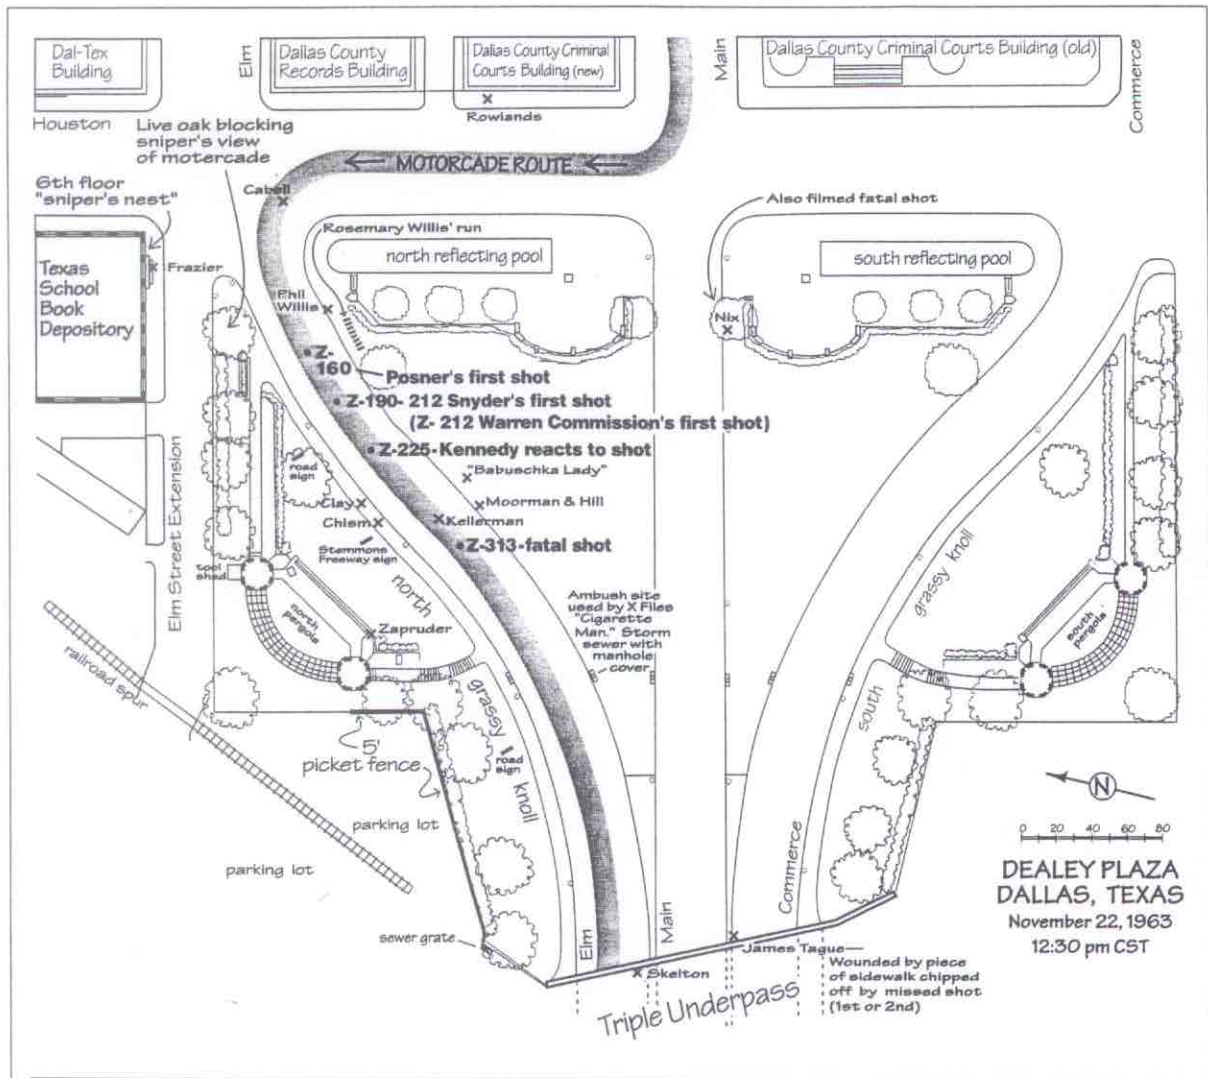 Dal-Tex
Building
Elm
Dallas County
Records Building
Dallas County Criminal
Courts Building (new)
Main
Dallas County Criminal Courts Building (old)
Commerce
Rowlands
Houston
Live oak blocking
sniper's view
of motercade
MOTORCADE ROUTE
6th floor
"sniper's nest"
Cabell
Also filmed fatal shot
Rosemary Willis' run
north reflecting pool
south reflecting pool
Texas
School
Book
Depository
Frazier
Phil
Willis
Nix
Z-
160
Posner's first shot
Z-190- 212 Snyder's first shot
(Z- 212 Warren Commission's first shot)
Z-225-Kennedy reacts to shot
"Babuschka Lady"
road
sign
Clay
Moorman & Hill
Chism
Kellerman
Stemmons
Freeway sign
Z-313-fatal shot
Elm Street Extension
tool
shed
north
grassy knoll
north
pergola
Zapruder
Ambush site
used by X Files
"Cigarette
Man." Storm
sewer with
manhole
cover
south
pergola
railroad spur
grassy
knoll
south
5'
picket fence
road
sign
N
parking lot
parking lot
0 20 40 60 80
DEALEY PLAZA
DALLAS, TEXAS
November 22, 1963
12:30 pm CST
Commerce
Main
Elm
sewer grate
James Tague
Skelton
Wounded by piece
of sidewalk chipped
off by missed shot
(1st or 2nd)
Triple Underpass